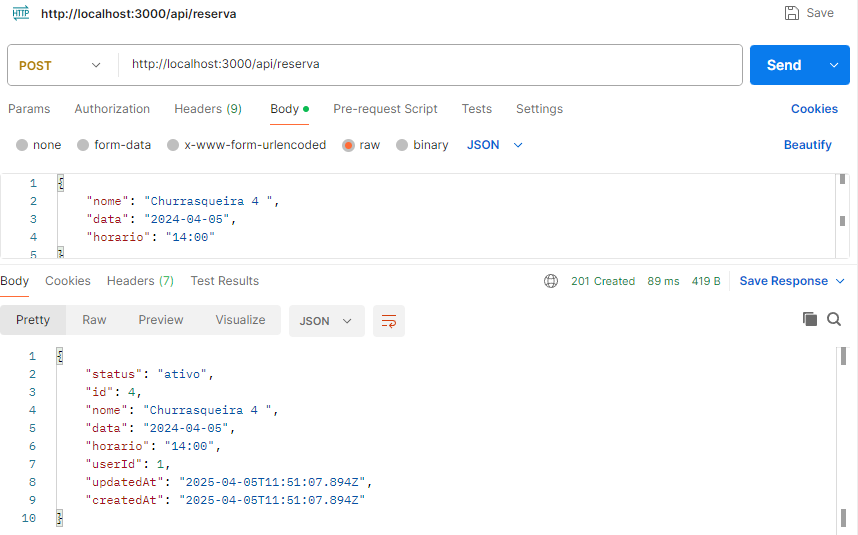 HTTP http://localhost:3000/api/reserva Save
POST http://localhost:3000/api/reserva Send
Params Authorization Headers (9) Body Pre-request Script Tests Settings Cookies
none form-data x-www-form-urlencoded raw binary JSON Beautify
1 {
2 "nome": "Churrasqueira 4 ",
3 "data": "2024-04-05",
4 "horario": "14:00"
5 }
Body Cookies Headers (7) Test Results 201 Created 89 ms 419 B Save Response
Pretty Raw Preview Visualize JSON
1 {
2 "status": "ativo",
3 "id": 4,
4 "nome": "Churrasqueira 4 ",
5 "data": "2024-04-05",
6 "horario": "14:00",
7 "userId": 1,
8 "updatedAt": "2025-04-05T11:51:07.894Z",
9 "createdAt": "2025-04-05T11:51:07.894Z"
10 }